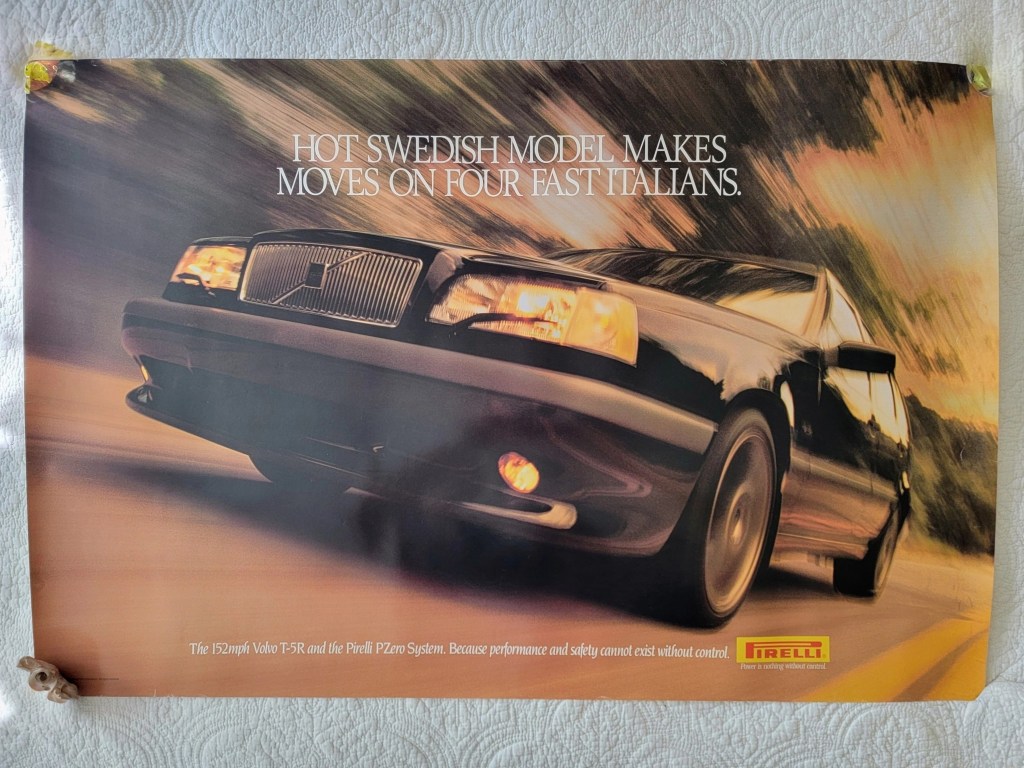 HOT SWEDISH MODEL MAKES
MOVES ON FOUR FAST ITALIANS.
The 152mph Volvo T-5R and the Pirelli PZero System. Because performance and safety cannot exist without control.
PIRELLI
Power is nothing without control.